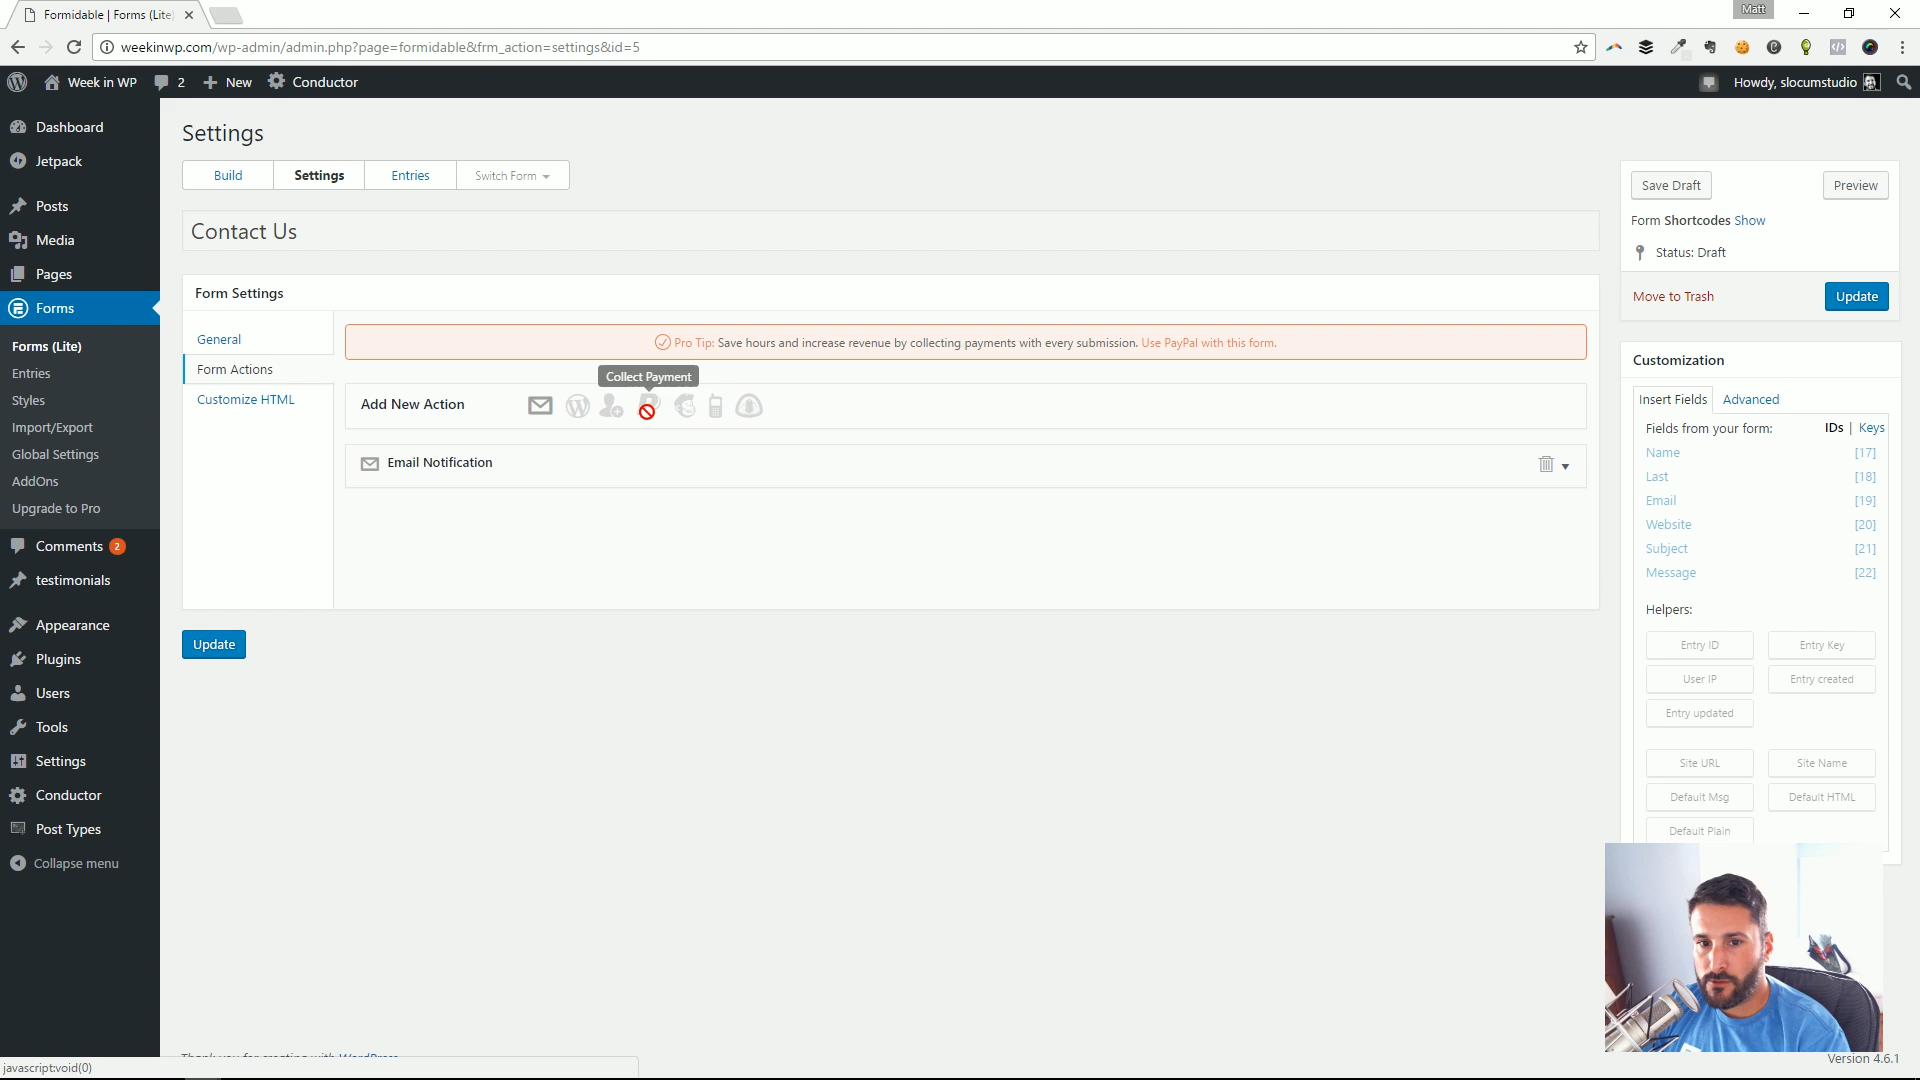 Formidable | Forms (Lite
Matt
weekinwp.com/wp-admin/admin.php?page=formidable&frm_action=settings&id=5
Week in WP
2
New
Conductor
Howdy, slocumstudio
Dashboard
Jetpack
Posts
Media
Pages
Forms
Forms (Lite)
Entries
Styles
Import/Export
Global Settings
AddOns
Upgrade to Pro
Comments 2
testimonials
Appearance
Plugins
Users
Tools
Settings
Conductor
Post Types
Collapse menu
Settings
Build
Settings
Entries
Switch Form
Contact Us
Form Settings
General
Form Actions
Customize HTML
Pro Tip: Save hours and increase revenue by collecting payments with every submission. Use PayPal with this form.
Collect Payment
Add New Action
Email Notification
Update
Save Draft
Preview
Form Shortcodes Show
Status: Draft
Move to Trash
Update
Customization
Insert Fields
Advanced
Fields from your form:
IDs | Keys
Name [17]
Last [18]
Email [19]
Website [20]
Subject [21]
Message [22]
Helpers:
Entry ID
Entry Key
User IP
Entry created
Entry updated
Site URL
Site Name
Default Msg
Default HTML
Default Plain
Thank you for creating with WordPress
Version 4.6.1
javascript:void(0)